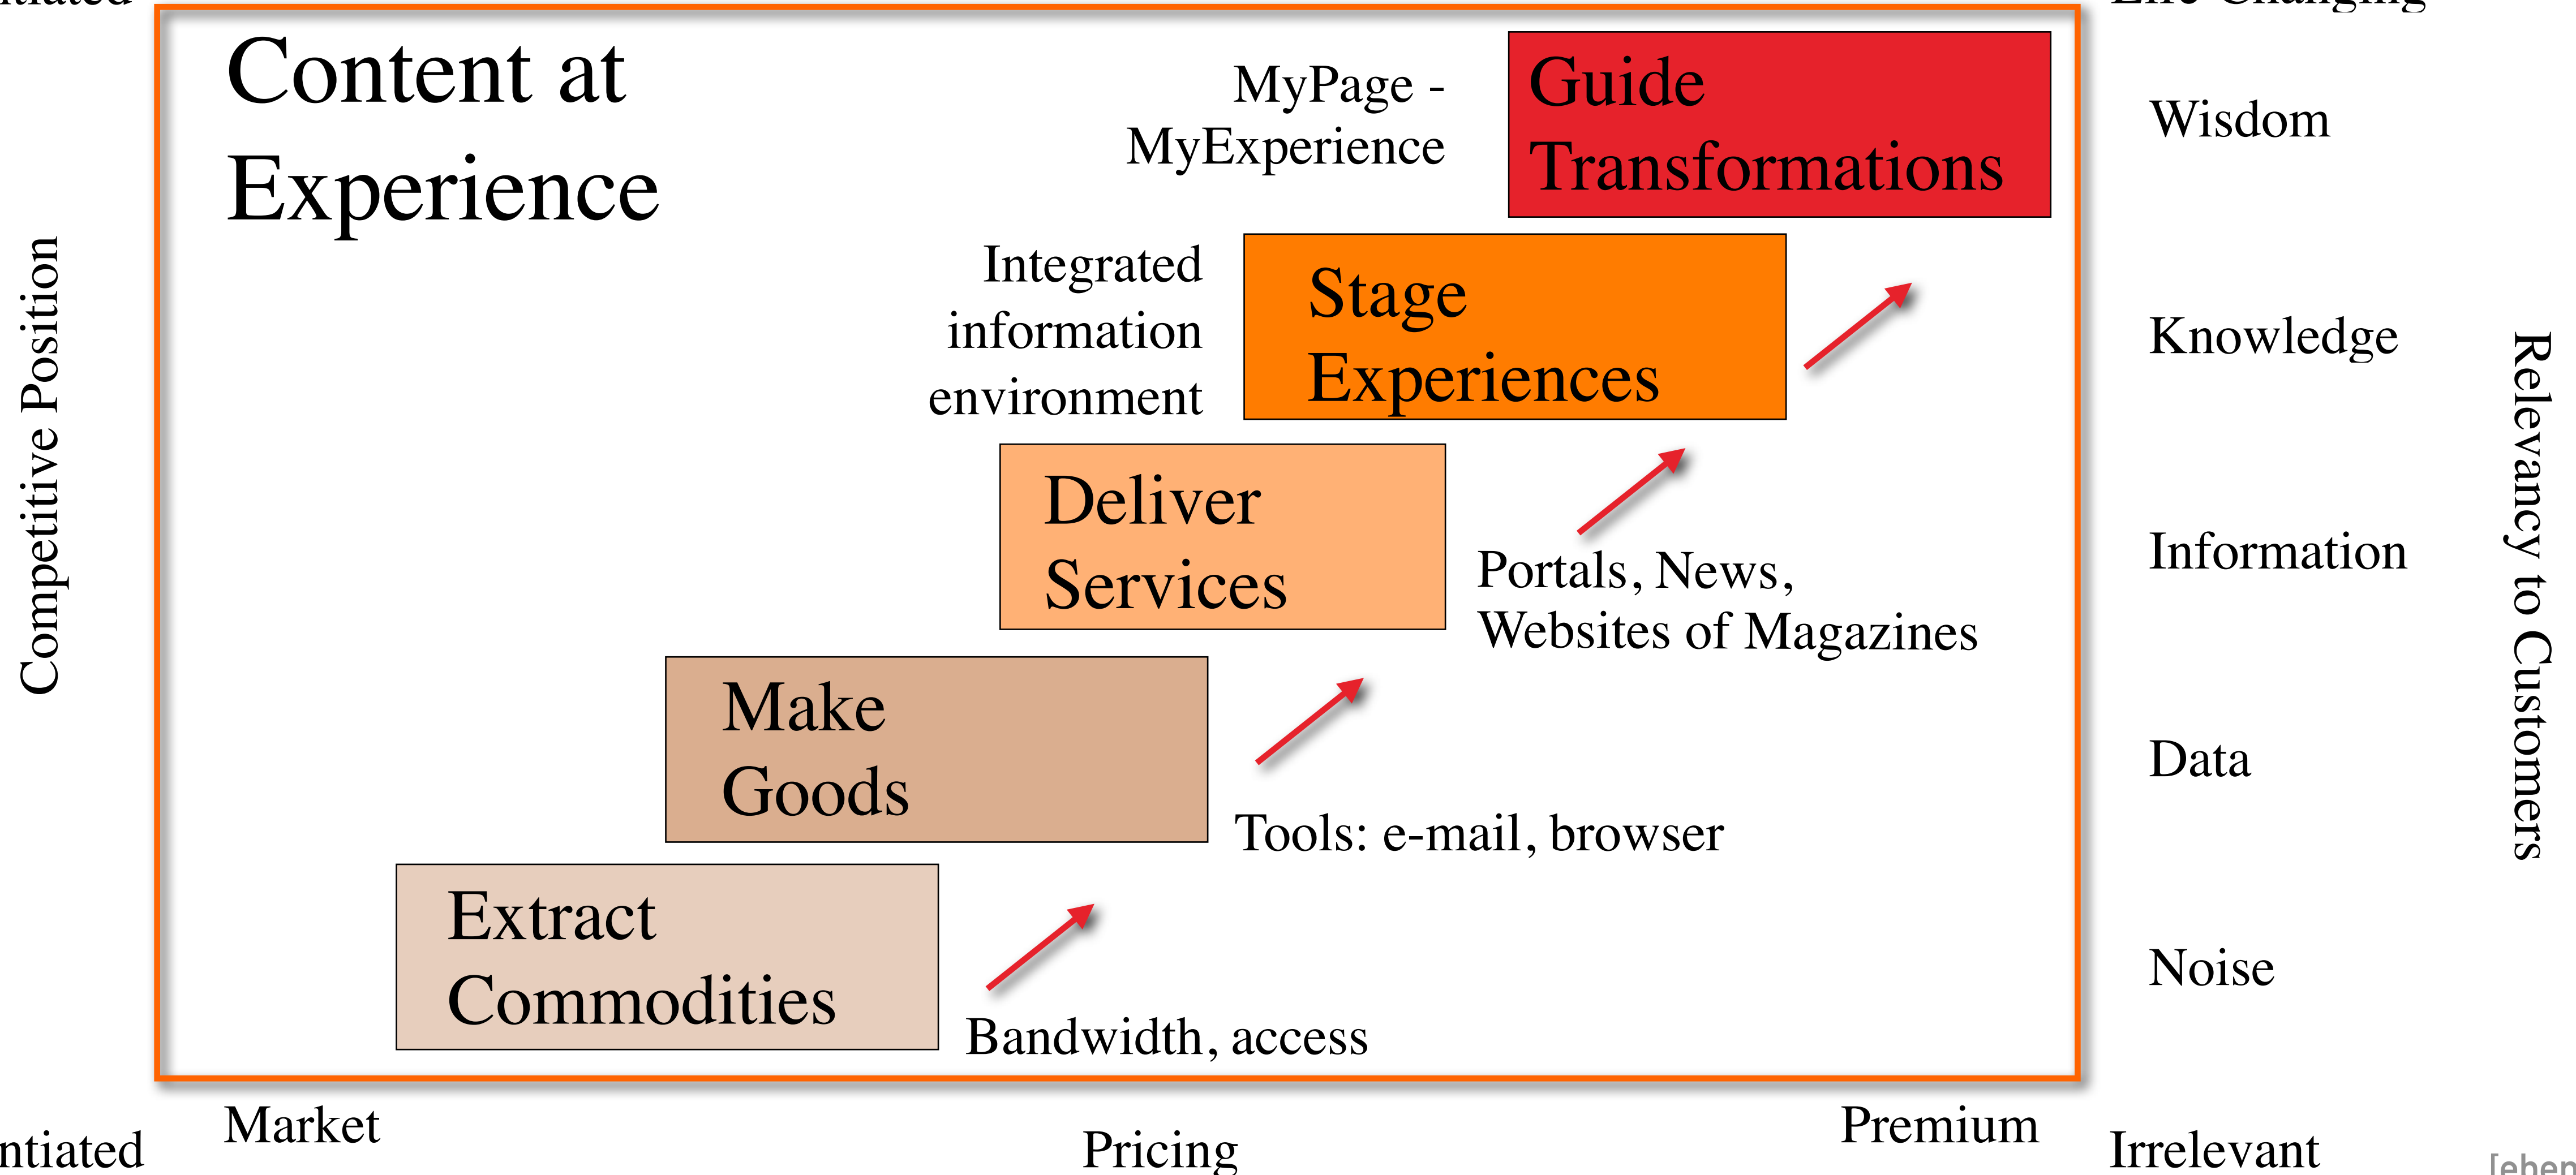 Content at
Experience
MyPage -
MyExperience
Guide
Transformations
Wisdom
Competitive Position
Integrated
information
environment
Stage
Experiences
Knowledge
Relevancy to Customers
Deliver
Services
Portals, News,
Websites of Magazines
Information
Make
Goods
Tools: e-mail, browser
Data
Extract
Commodities
Bandwidth, access
Noise
Market
Pricing
Premium
Irrelevant